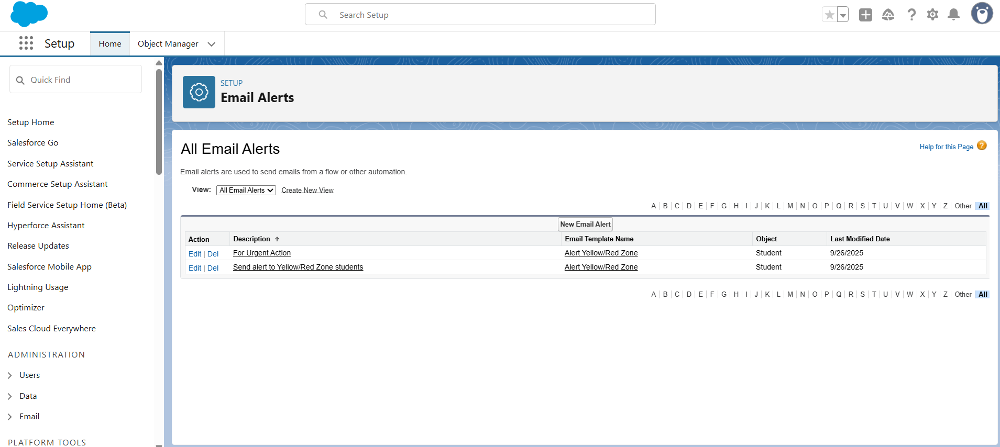 Search Setup
Setup
Home
Object Manager
Quick Find
Setup Home
Salesforce Go
Service Setup Assistant
Commerce Setup Assistant
Field Service Setup Home (Beta)
Hyperforce Assistant
Release Updates
Salesforce Mobile App
Lightning Usage
Optimizer
Sales Cloud Everywhere
ADMINISTRATION
Users
Data
Email
PLATFORM TOOLS
SETUP
Email Alerts
All Email Alerts
Help for this Page ?
Email alerts are used to send emails from a flow or other automation.
View: All Email Alerts Create New View
A | B | C | D | E | F | G | H | I | J | K | L | M | N | O | P | Q | R | S | T | U | V | W | X | Y | Z | Other All
New Email Alert
Action Description ↑ Email Template Name Object Last Modified Date
Edit | Del For Urgent Action Alert Yellow/Red Zone Student 9/26/2025
Edit | Del Send alert to Yellow/Red Zone students Alert Yellow/Red Zone Student 9/26/2025
A | B | C | D | E | F | G | H | I | J | K | L | M | N | O | P | Q | R | S | T | U | V | W | X | Y | Z | Other All